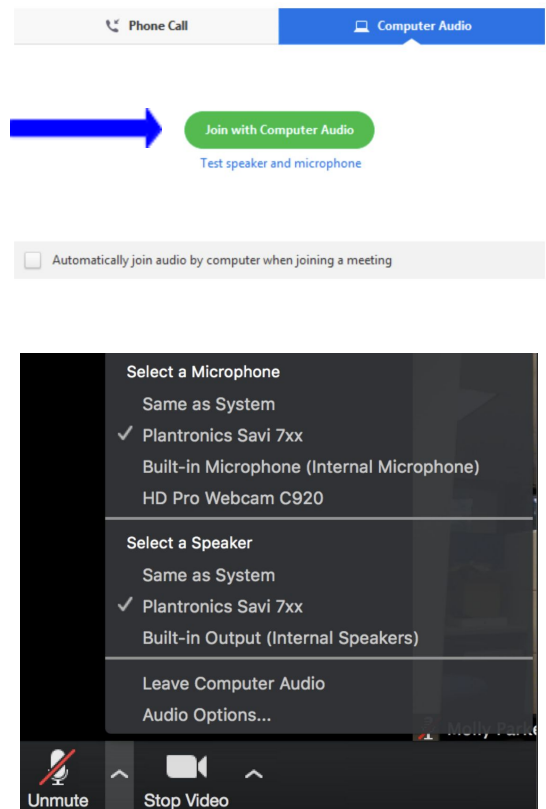 Phone Call
Computer Audio
Join with Computer Audio
Test speaker and microphone
Automatically join audio by computer when joining a meeting
Select a Microphone
Same as System
Plantronics Savi 7xx
Built-in Microphone (Internal Microphone)
HD Pro Webcam C920
Select a Speaker
Same as System
Plantronics Savi 7xx
Built-in Output (Internal Speakers)
Leave Computer Audio
Audio Options...
Molly Parke
Unmute
Stop Video